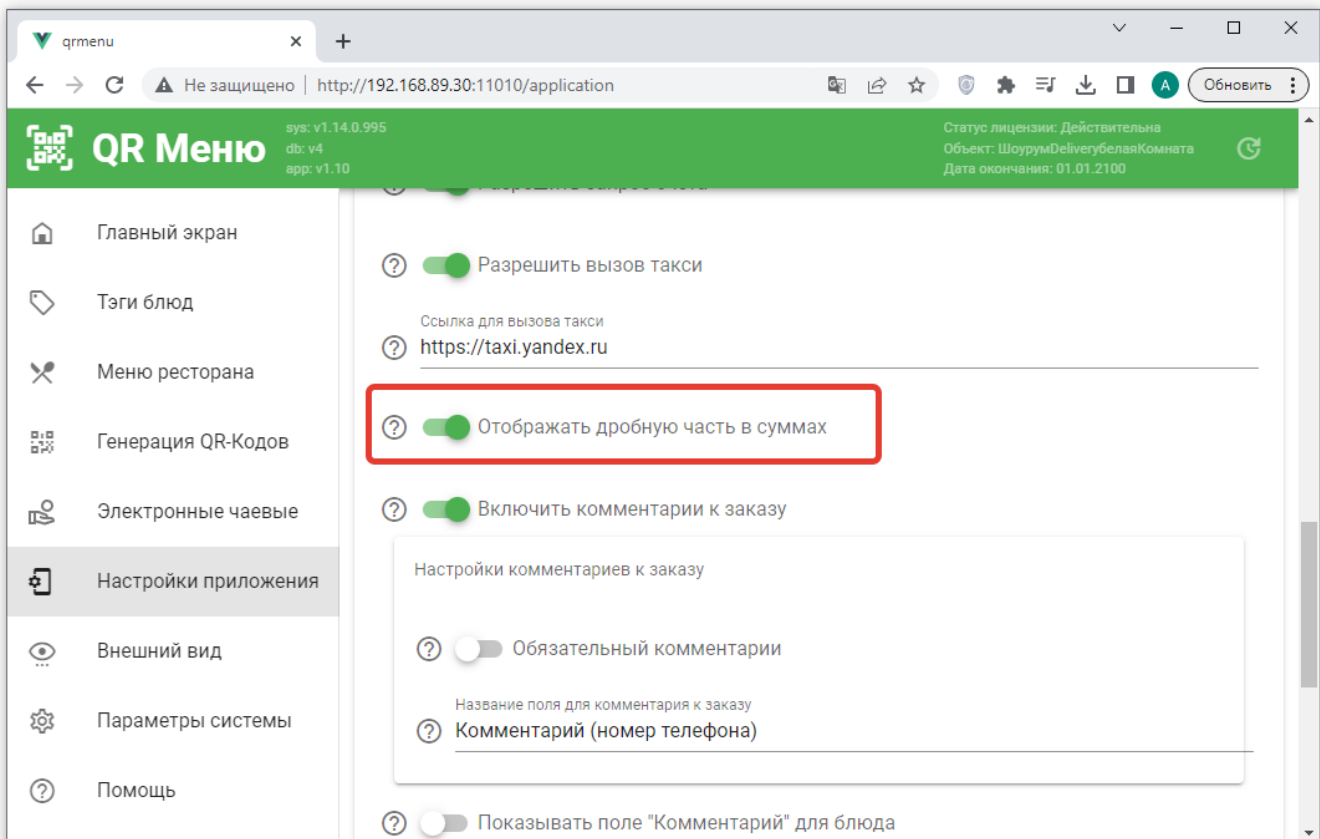 qrmenu
Не защищено http://192.168.89.30:11010/application
А
Обновить
QR Меню
sys: v1.14.0.995
db: v4
app: v1.10
Статус лицензии: Действительна
Объект: ШоурумDeliveryбелаяКомната
Дата окончания: 01.01.2100
Главный экран
Тэги блюд
Меню ресторана
Генерация QR-Кодов
Электронные чаевые
Настройки приложения
Внешний вид
Параметры системы
Помощь
Разрешить вызов такси
Ссылка для вызова такси
https://taxi.yandex.ru
Отображать дробную часть в суммах
Включить комментарии к заказу
Настройки комментариев к заказу
Обязательный комментарии
Название поля для комментария к заказу
Комментарий (номер телефона)
Показывать поле "Комментарий" для блюда